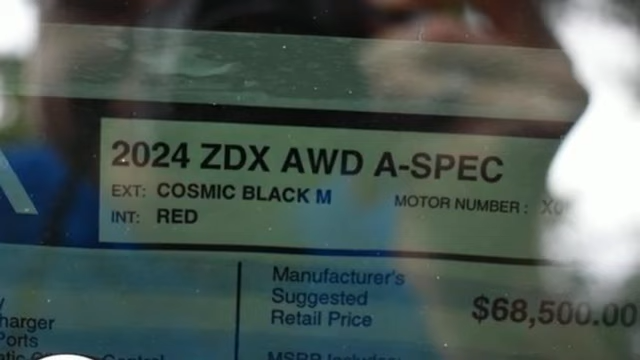 2024 ZDX AWD A-SPEC
EXT: COSMIC BLACK M
MOTOR NUMBER:
INT: RED
Manufacturer's
Suggested
Retail Price
$68,500.00
harger
Ports
Control